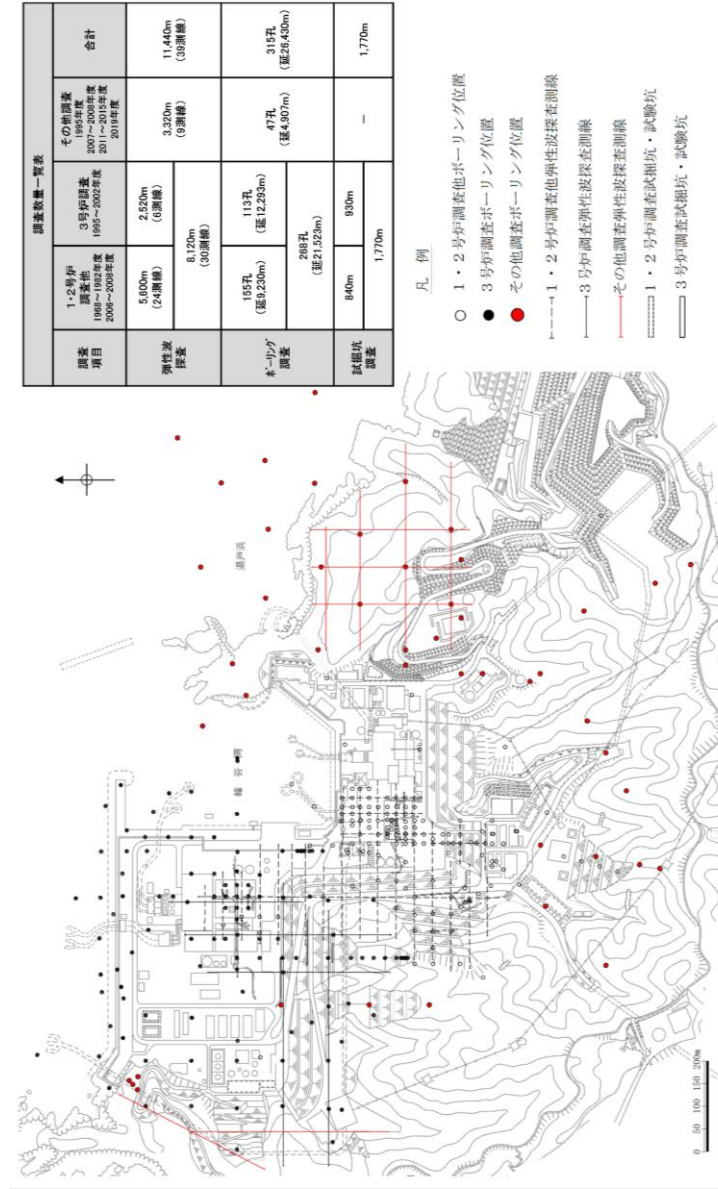 調査数量一覧表
調査
項目
1・2号炉
調査他
1968~1982年度
2006~2008年度
3号炉調査
1995~2002年度
その他調査
1995年度
2007~2008年度
2011~2015年度
2019年度
合計
弾性波
探査
5,600m
(24測線)
2,520m
(6測線)
8,120m
(30測線)
3,320m
(9測線)
11,440m
(39測線)
ボーリング
調査
155孔
(延9,230m)
113孔
(延12,293m)
268孔
(延21,523m)
47孔
(延4,907m)
315孔
(延26,430m)
試掘坑
調査
840m
930m
1,770m
－
1,770m
凡 例
1・2号炉調査他ボーリング位置
3号炉調査ボーリング位置
その他調査ボーリング位置
1・2号炉調査他弾性波探査測線
3号炉調査弾性波探査測線
その他調査弾性波探査測線
1・2号炉調査試掘坑・試験坑
3号炉調査試掘坑・試験坑
輪谷湾
0 50 100 150 200m